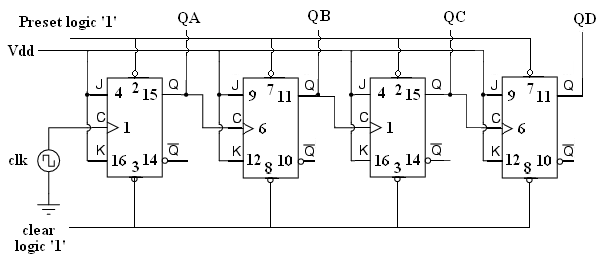 QA QB QC QD
Preset logic '1'
Vdd
J 4 2 15 Q
J 9 7 11 Q
J 4 2 15 Q
J 9 7 11 Q
C 1
C 6
C 1
C 6
clk
K 16 3 14 Q̅
K 12 8 10 Q̅
K 16 3 14 Q̅
K 12 8 10 Q̅
clear
logic '1'